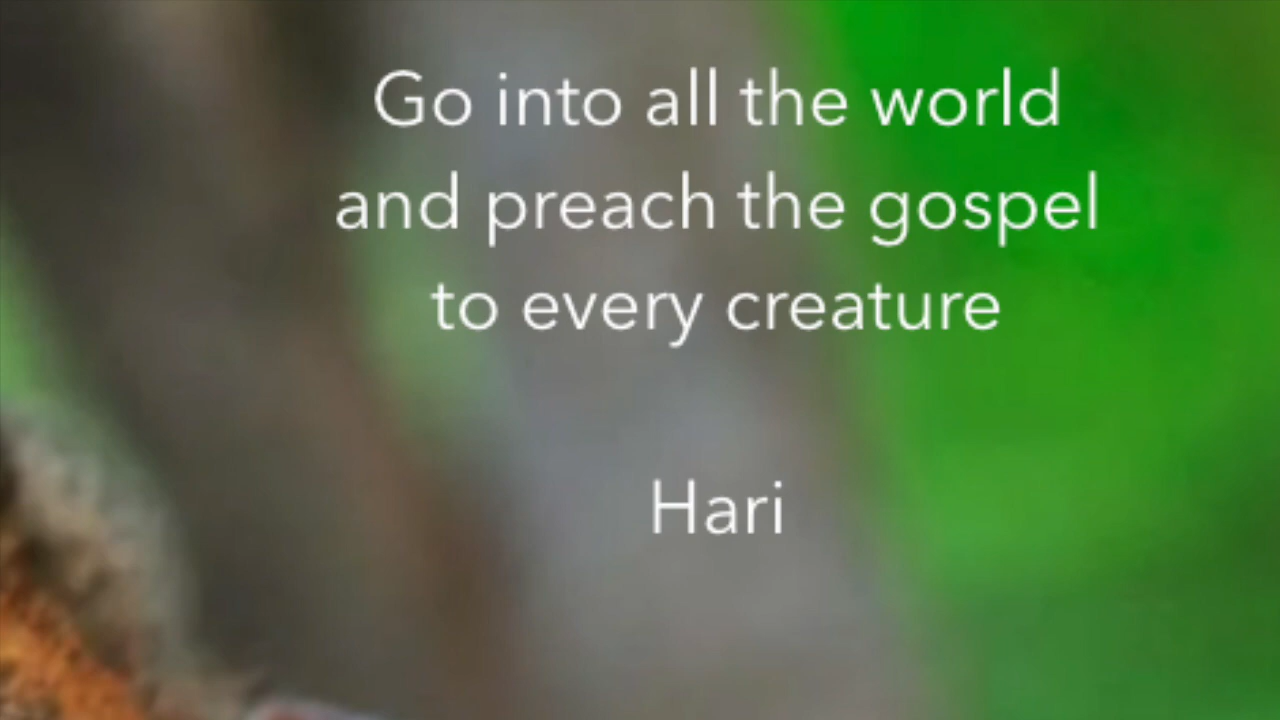 Go into all the world
and preach the gospel
to every creature
Hari